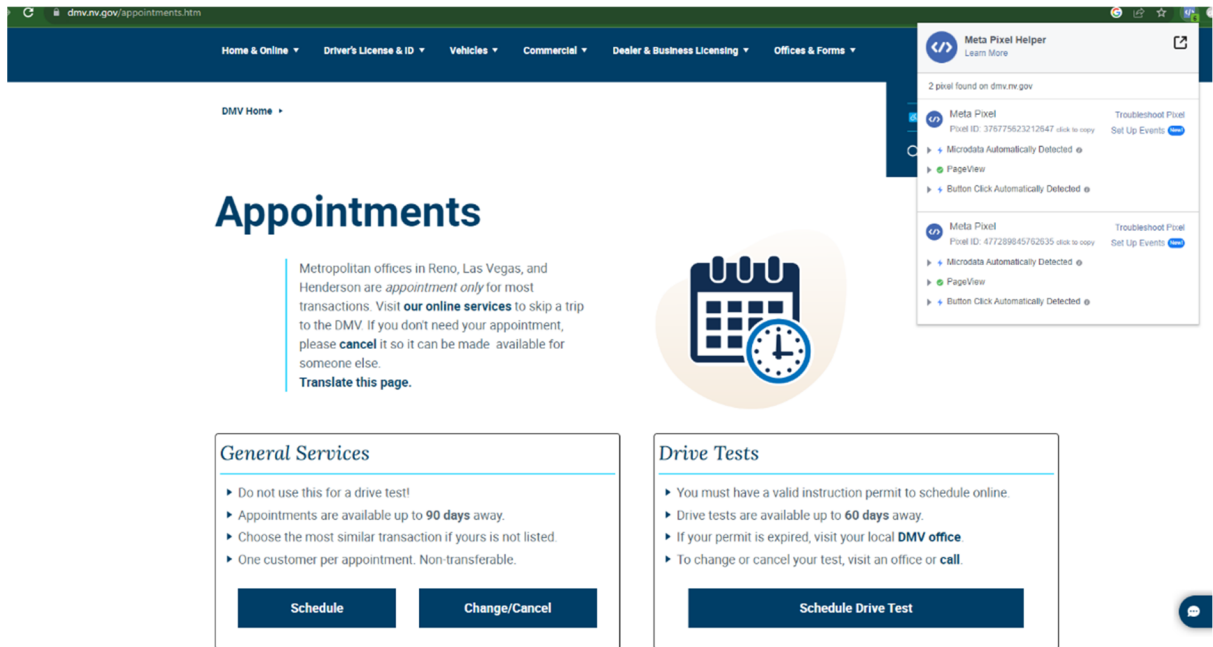 dmv.nv.gov/appointments.htm
Home & Online ▼ Driver's License & ID ▼ Vehicles ▼ Commercial ▼ Dealer & Business Licensing ▼ Offices & Forms ▼
Meta Pixel Helper
Learn More
2 pixel found on dmv.nv.gov
Meta Pixel Troubleshoot Pixel
Pixel ID: 376775623212647 click to copy Set Up Events New!
Microdata Automatically Detected
PageView
Button Click Automatically Detected
Meta Pixel Troubleshoot Pixel
Pixel ID: 477289845762635 click to copy Set Up Events New!
Microdata Automatically Detected
PageView
Button Click Automatically Detected
DMV Home
Appointments
Metropolitan offices in Reno, Las Vegas, and
Henderson are appointment only for most
transactions. Visit our online services to skip a trip
to the DMV. If you don't need your appointment,
please cancel it so it can be made available for
someone else.
Translate this page.
General Services
Do not use this for a drive test!
Appointments are available up to 90 days away.
Choose the most similar transaction if yours is not listed.
One customer per appointment. Non-transferable.
Schedule Change/Cancel
Drive Tests
You must have a valid instruction permit to schedule online.
Drive tests are available up to 60 days away.
If your permit is expired, visit your local DMV office.
To change or cancel your test, visit an office or call.
Schedule Drive Test